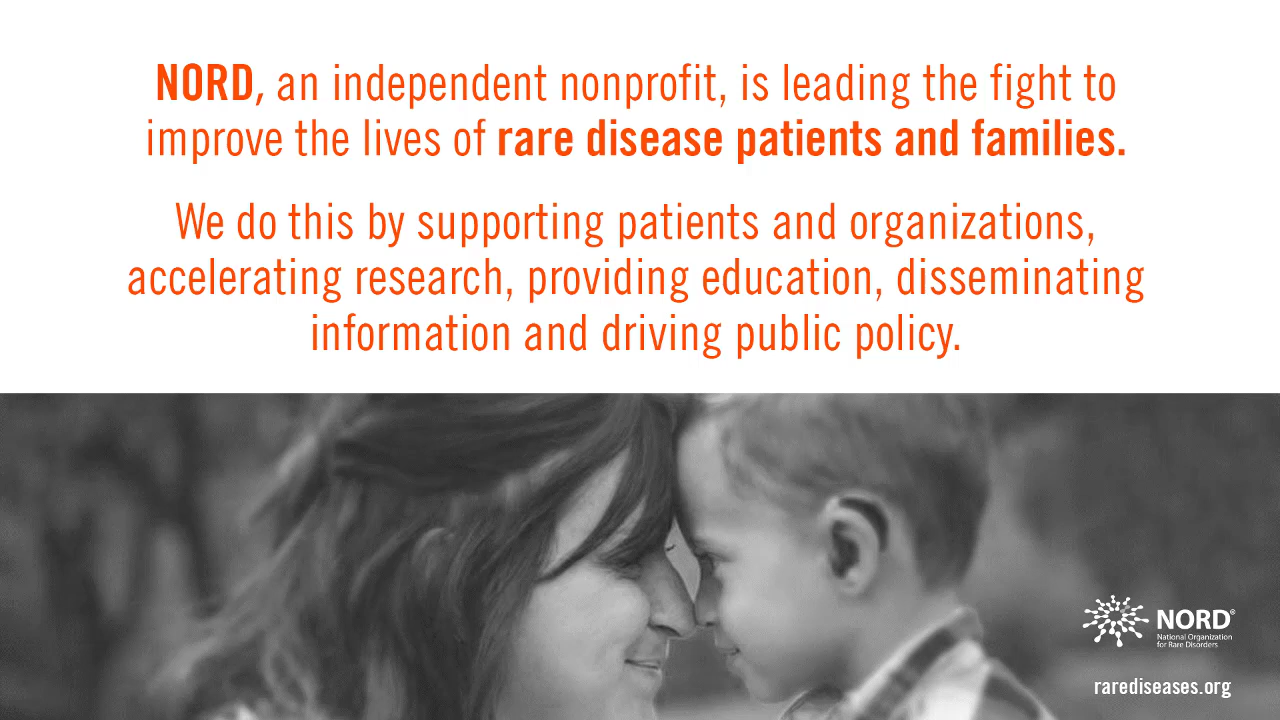 NORD, an independent nonprofit, is leading the fight to
improve the lives of rare disease patients and families.
We do this by supporting patients and organizations,
accelerating research, providing education, disseminating
information and driving public policy.
NORD®
National Organization
for Rare Disorders
rarediseases.org